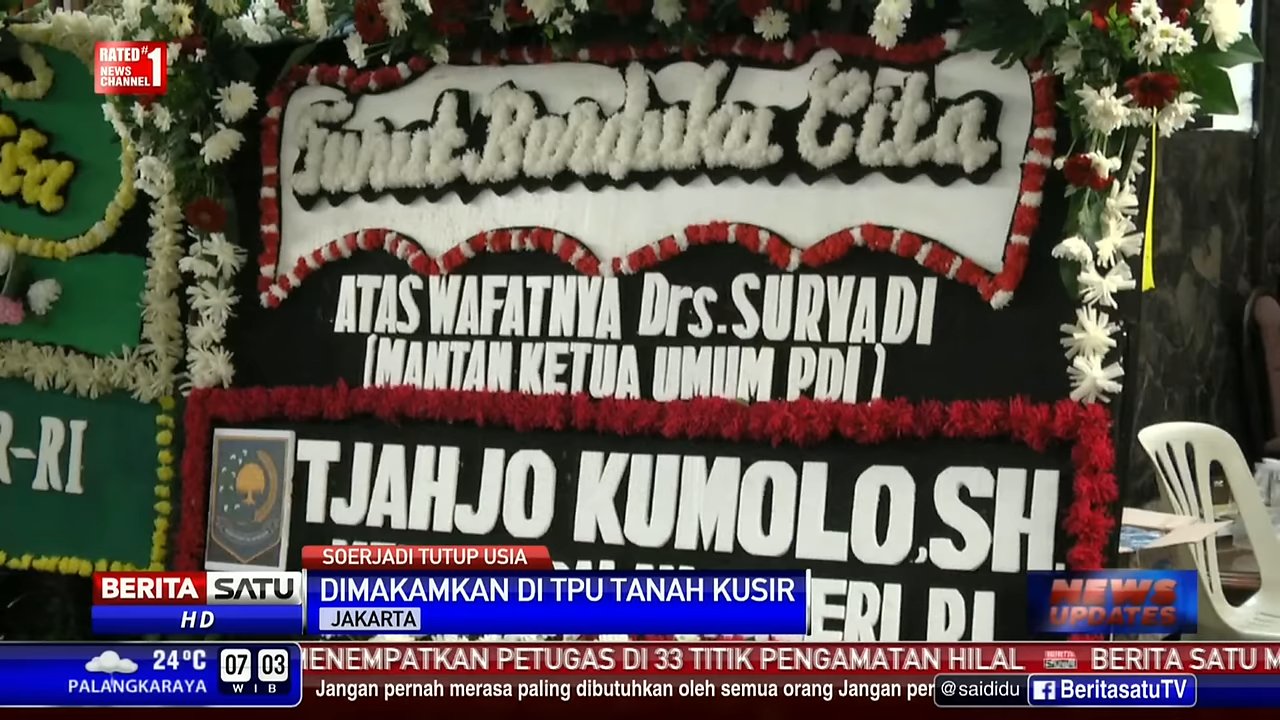 RATED #1
NEWS
CHANNEL
Turut Berduka Cita
ATAS WAFATNYA Drs. SURYADI
(MANTAN KETUA UMUM PDI)
R-RI
TJAHJO KUMOLO, SH.
ERI RI
SOERJADI TUTUP USIA
BERITA SATU
HD
DIMAKAMKAN DI TPU TANAH KUSIR
JAKARTA
NEWS
UPDATES
24°C
PALANGKARAYA
07 03
WIB
MENEMPATKAN PETUGAS DI 33 TITIK PENGAMATAN HILAL
BERITA SATU M
Jangan pernah merasa paling dibutuhkan oleh semua orang Jangan per
@saididu
BeritasatuTV